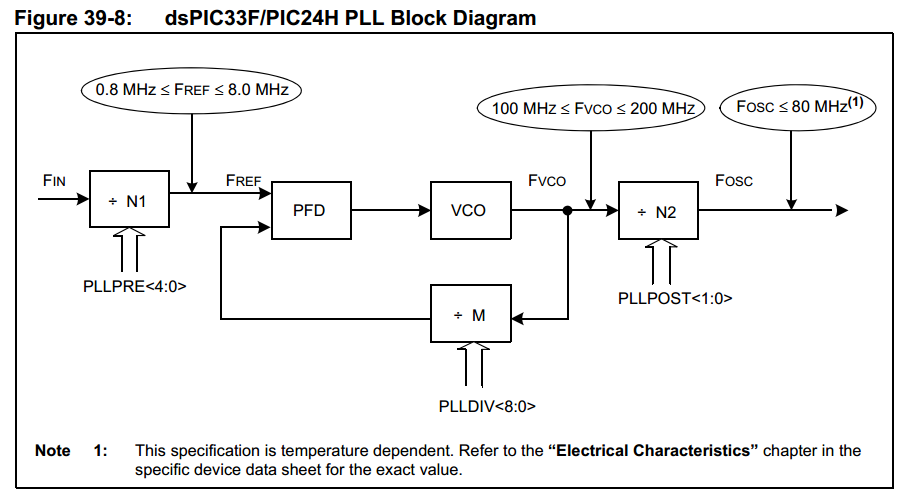 Figure 39-8: dsPIC33F/PIC24H PLL Block Diagram
0.8 MHz ≤ FREF ≤ 8.0 MHz
100 MHz ≤ FVCO ≤ 200 MHz
FOSC ≤ 80 MHz(1)
FIN
FREF
FVCO
FOSC
÷ N1
PFD
VCO
÷ N2
PLLPRE<4:0>
PLLPOST<1:0>
÷ M
PLLDIV<8:0>
Note 1: This specification is temperature dependent. Refer to the “Electrical Characteristics” chapter in the
specific device data sheet for the exact value.